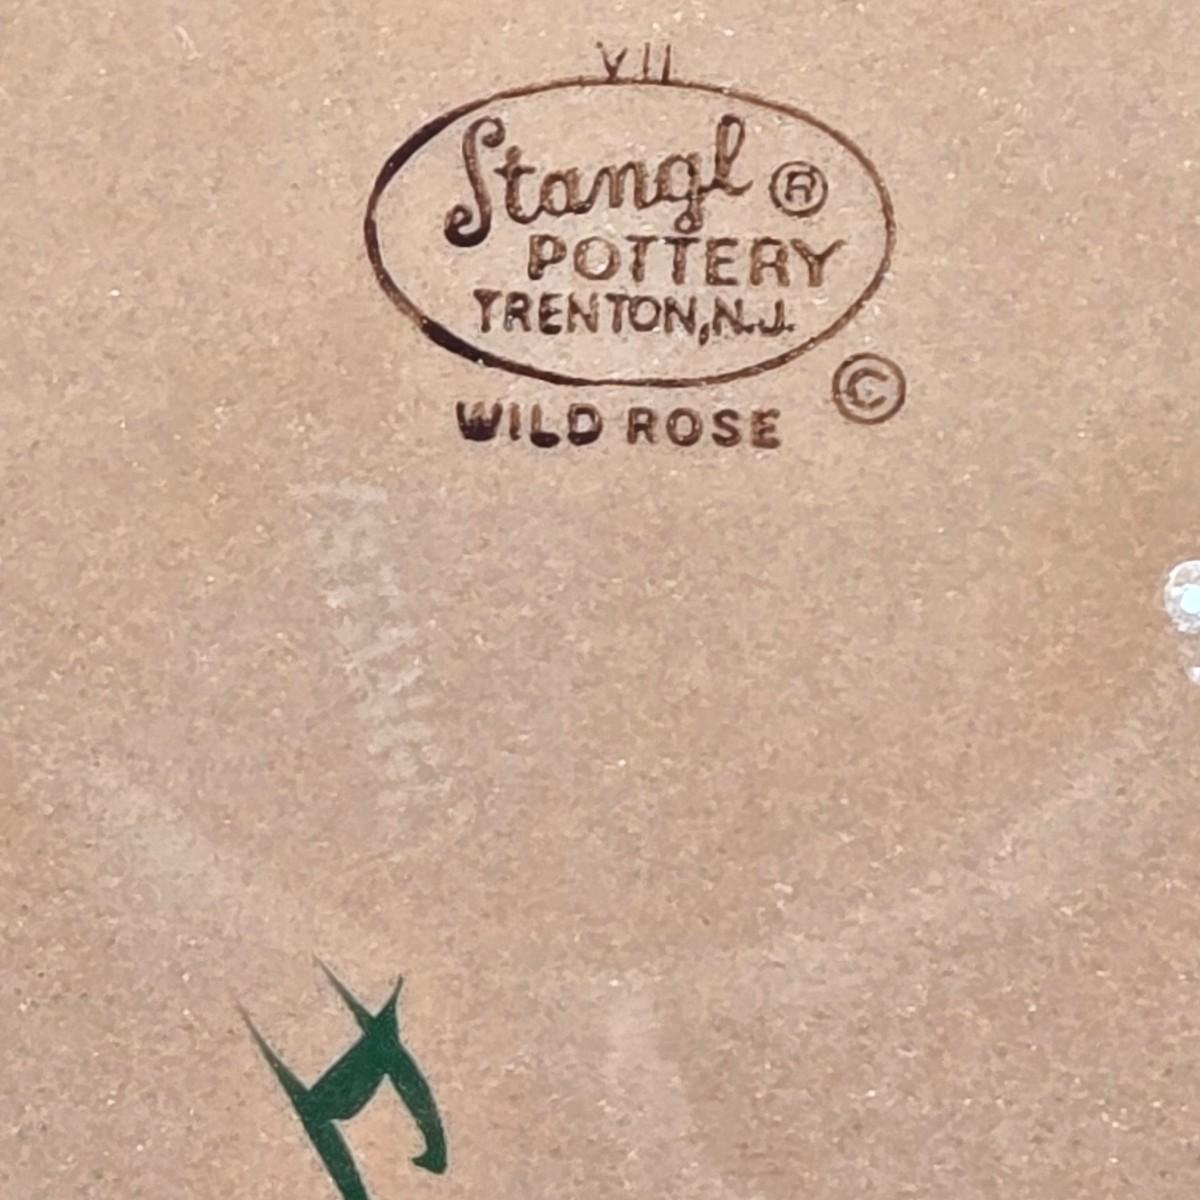 VII
Stangl ®
POTTERY
TRENTON, N.J.
©
WILD ROSE